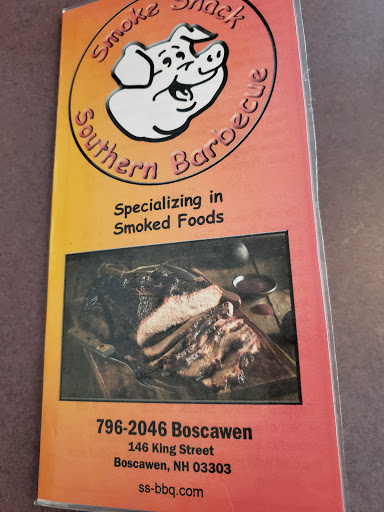 Smoke Shack
Southern Barbecue
Specializing in
Smoked Foods
796-2046 Boscawen
146 King Street
Boscawen, NH 03303
ss-bbq.com